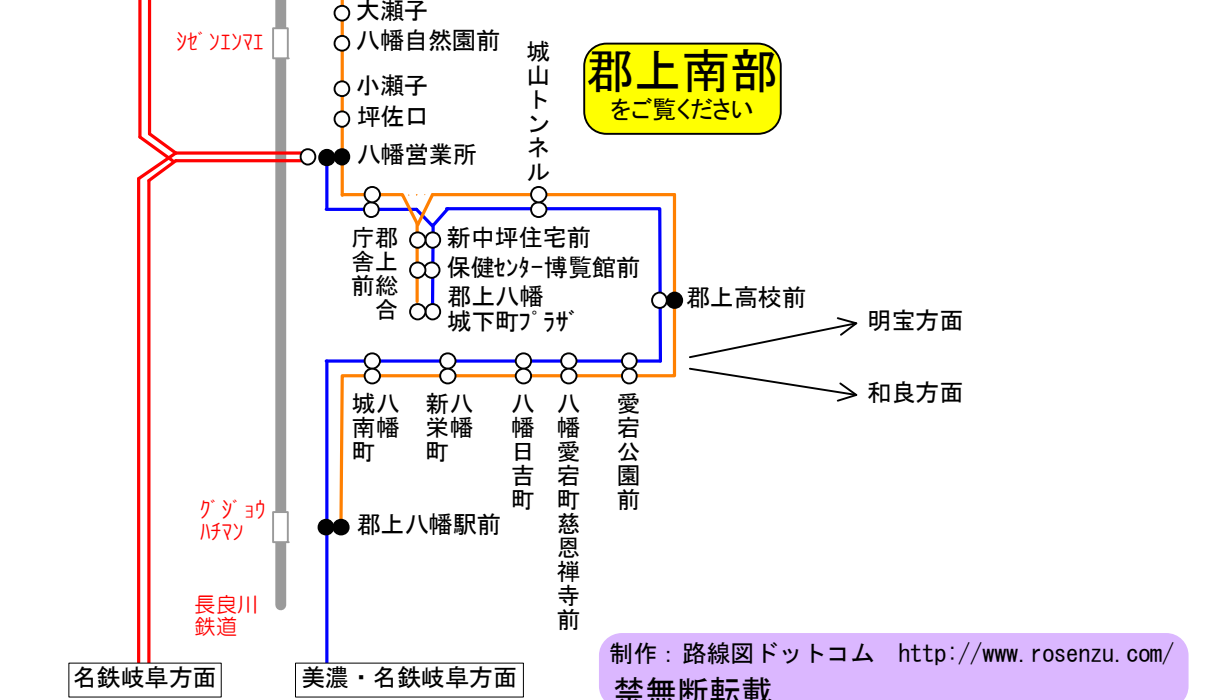 大瀬子
ｼｾﾞﾝｴﾝﾏｴ
八幡自然園前
小瀬子
坪佐口
城山トンネル
郡上南部
をご覧ください
八幡営業所
郡上総合
庁舎前
新中坪住宅前
保健ｾﾝﾀｰ博覧館前
郡上八幡
城下町ﾌﾟﾗｻﾞ
郡上高校前
明宝方面
和良方面
八幡
城南町
八幡
新栄町
八幡日吉町
八幡愛宕町慈恩禅寺前
愛宕公園前
ｸﾞｼﾞｮｳ
ﾊﾁﾏﾝ
郡上八幡駅前
長良川
鉄道
名鉄岐阜方面
美濃・名鉄岐阜方面
制作：路線図ドットコム　http://www.rosenzu.com/
禁無断転載